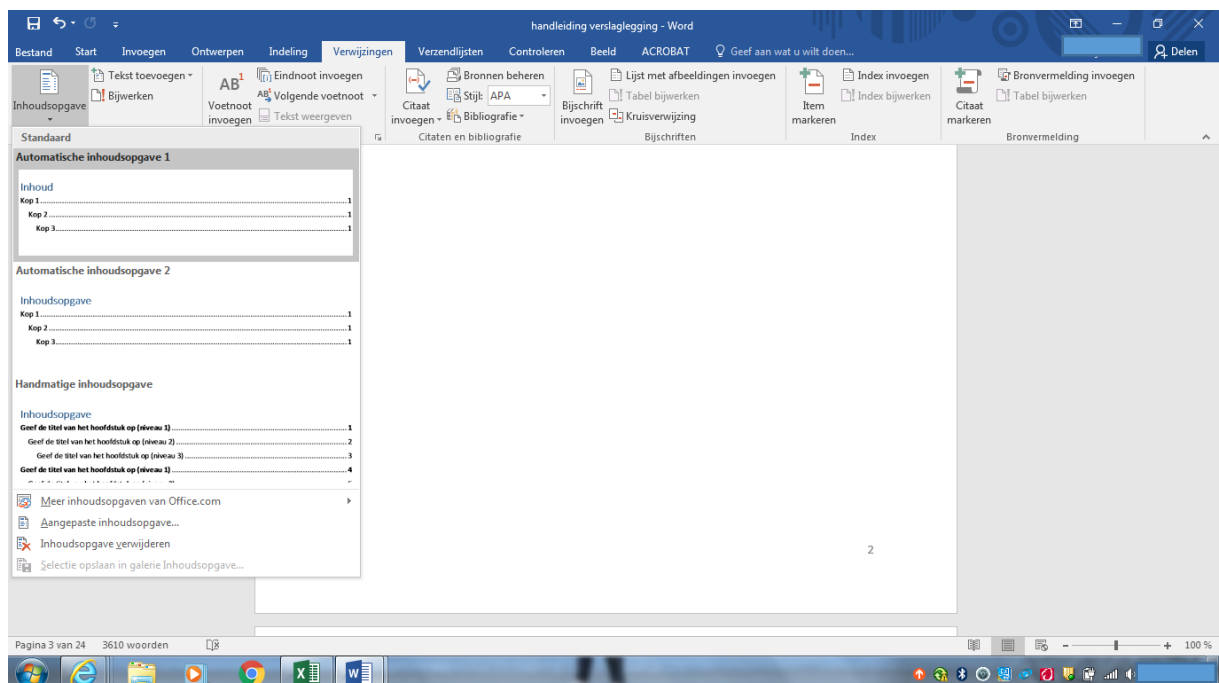 handleiding verslaglegging - Word
Bestand Start Invoegen Ontwerpen Indeling Verwijzingen Verzendlijsten Controleren Beeld ACROBAT Geef aan wat u wilt doen... Delen
Inhoudsopgave
Tekst toevoegen
Bijwerken
AB1
Voetnoot invoegen
Eindnoot invoegen
Volgende voetnoot
Tekst weergeven
Citaat invoegen
Bronnen beheren
Stijl: APA
Bibliografie
Citaten en bibliografie
Bijschrift invoegen
Lijst met afbeeldingen invoegen
Tabel bijwerken
Kruisverwijzing
Bijschriften
Item markeren
Index invoegen
Index bijwerken
Index
Citaat markeren
Bronvermelding invoegen
Tabel bijwerken
Bronvermelding
Standaard
Automatische inhoudsopgave 1
Inhoud
Kop 1 1
Kop 2 1
Kop 3 1
Automatische inhoudsopgave 2
Inhoudsopgave
Kop 1 1
Kop 2 1
Kop 3 1
Handmatige inhoudsopgave
Inhoudsopgave
Geef de titel van het hoofdstuk op (niveau 1) 1
Geef de titel van het hoofdstuk op (niveau 2) 2
Geef de titel van het hoofdstuk op (niveau 3) 3
Geef de titel van het hoofdstuk op (niveau 1) 4
Meer inhoudsopgaven van Office.com
Aangepaste inhoudsopgave...
Inhoudsopgave verwijderen
Selectie opslaan in galerie Inhoudsopgave...
2
Pagina 3 van 24 3610 woorden 100 %